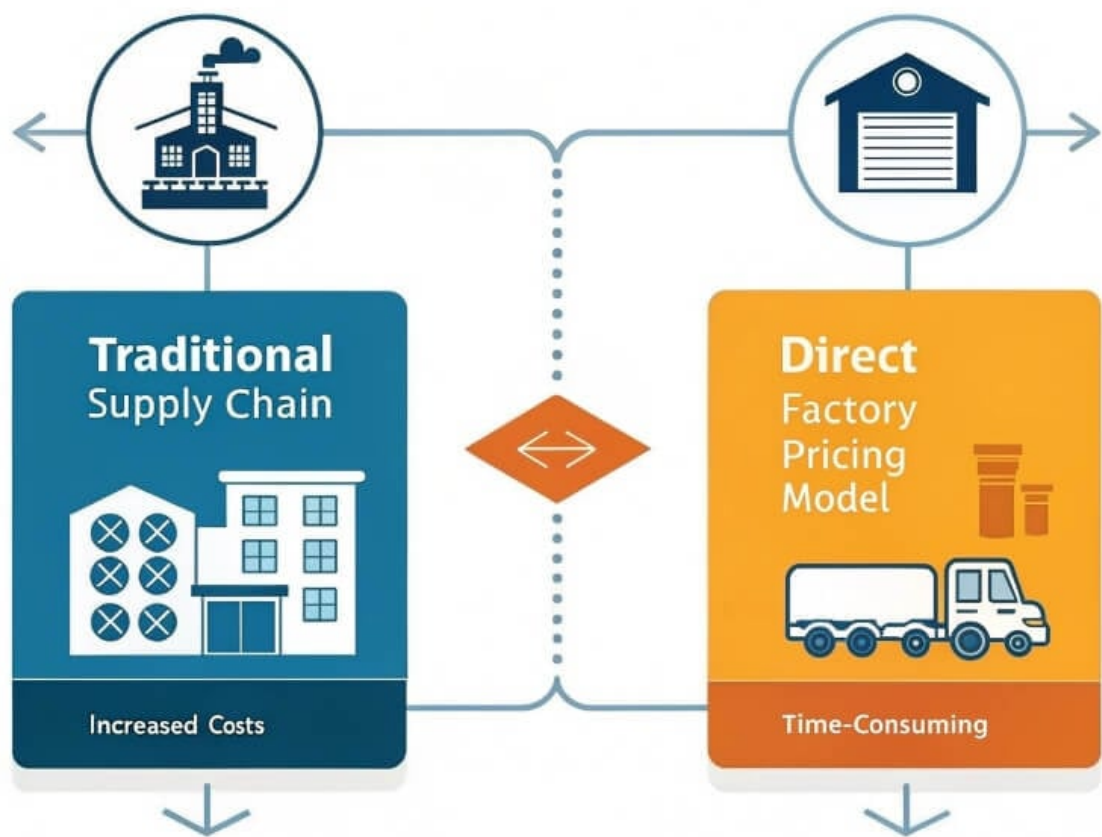 Traditional
Supply Chain
Increased Costs
Direct
Factory
Pricing
Model
Time-Consuming